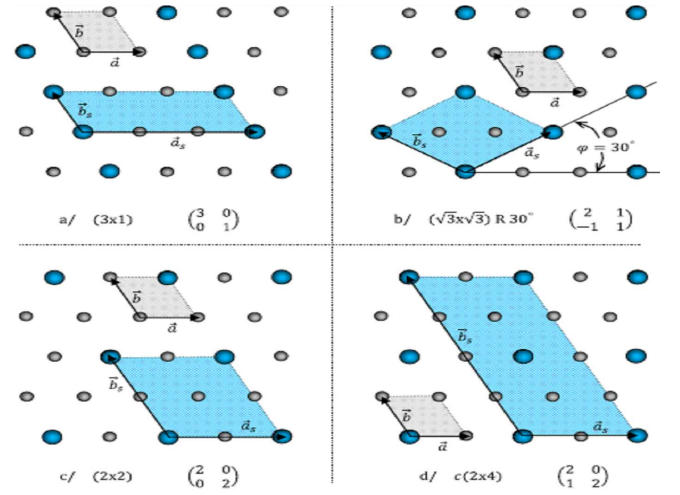 b⃗
a⃗
b⃗ₛ
a⃗ₛ
a/ (3x1) (3 0
0 1)
b⃗
a⃗
b⃗ₛ
a⃗ₛ
φ = 30°
b/ (√3x√3) R 30° (2 1
−1 1)
b⃗
a⃗
b⃗ₛ
a⃗ₛ
c/ (2x2) (2 0
0 2)
b⃗ₛ
b⃗
a⃗
a⃗ₛ
d/ c(2x4) (2 0
1 2)